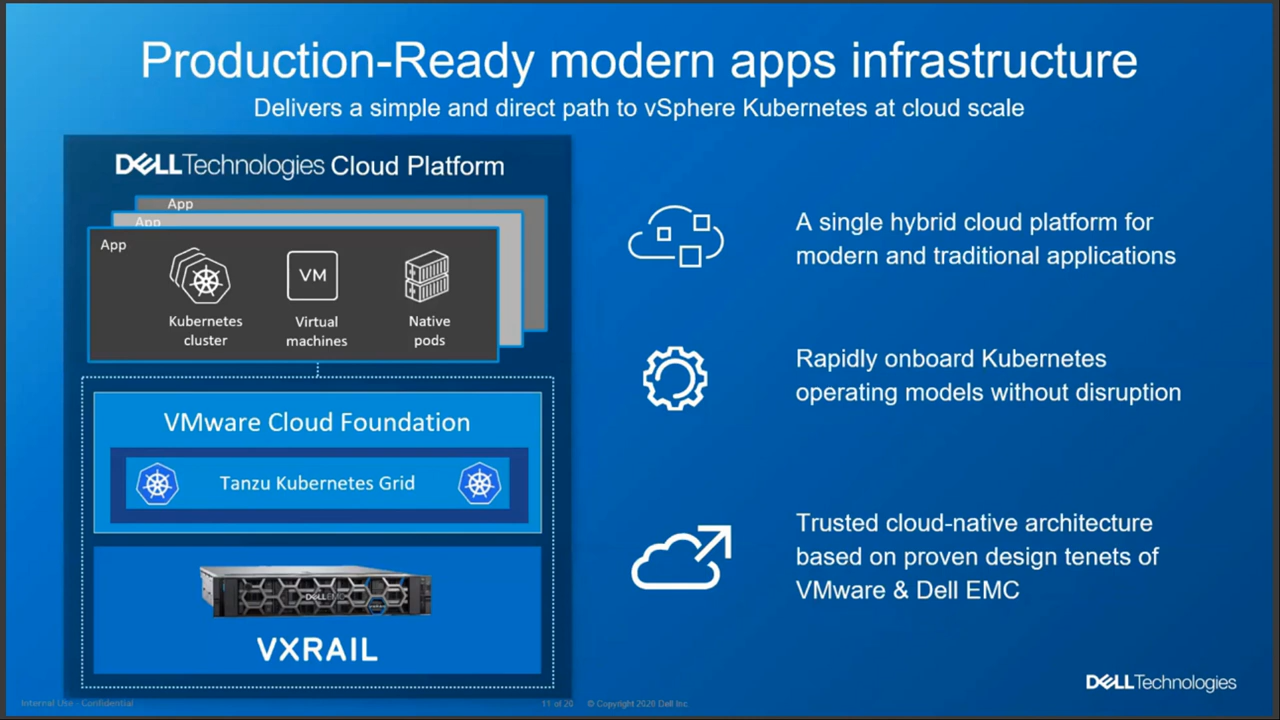 Production-Ready modern apps infrastructure
Delivers a simple and direct path to vSphere Kubernetes at cloud scale
DELLTechnologies Cloud Platform
App
App
App
Kubernetes
cluster
VM
Virtual
machines
Native
pods
VMware Cloud Foundation
Tanzu Kubernetes Grid
DELLEMC
VXRAIL
A single hybrid cloud platform for
modern and traditional applications
Rapidly onboard Kubernetes
operating models without disruption
Trusted cloud-native architecture
based on proven design tenets of
VMware & Dell EMC
DELLTechnologies
Internal Use - Confidential
11 of 20
© Copyright 2020 Dell Inc.